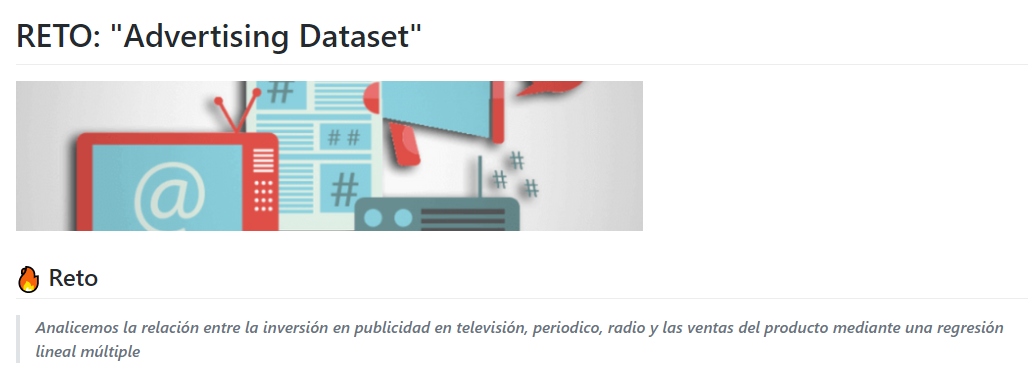 RETO: "Advertising Dataset"
#
# #
#
@
#
#
#
🔥 Reto
Analicemos la relación entre la inversión en publicidad en televisión, periodico, radio y las ventas del producto mediante una regresión
lineal múltiple